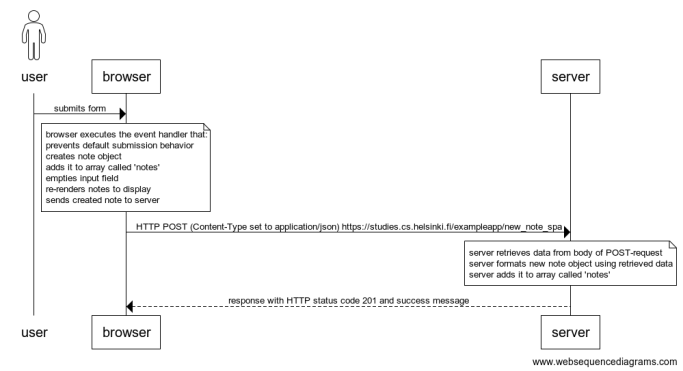 user
browser
server
submits form
browser executes the event handler that:
prevents default submission behavior
creates note object
adds it to array called 'notes'
empties input field
re-renders notes to display
sends created note to server
HTTP POST (Content-Type set to application/json) https://studies.cs.helsinki.fi/exampleapp/new_note_spa
server retrieves data from body of POST-request
server formats new note object using retrieved data
server adds it to array called 'notes'
response with HTTP status code 201 and success message
user
browser
server
www.websequencediagrams.com